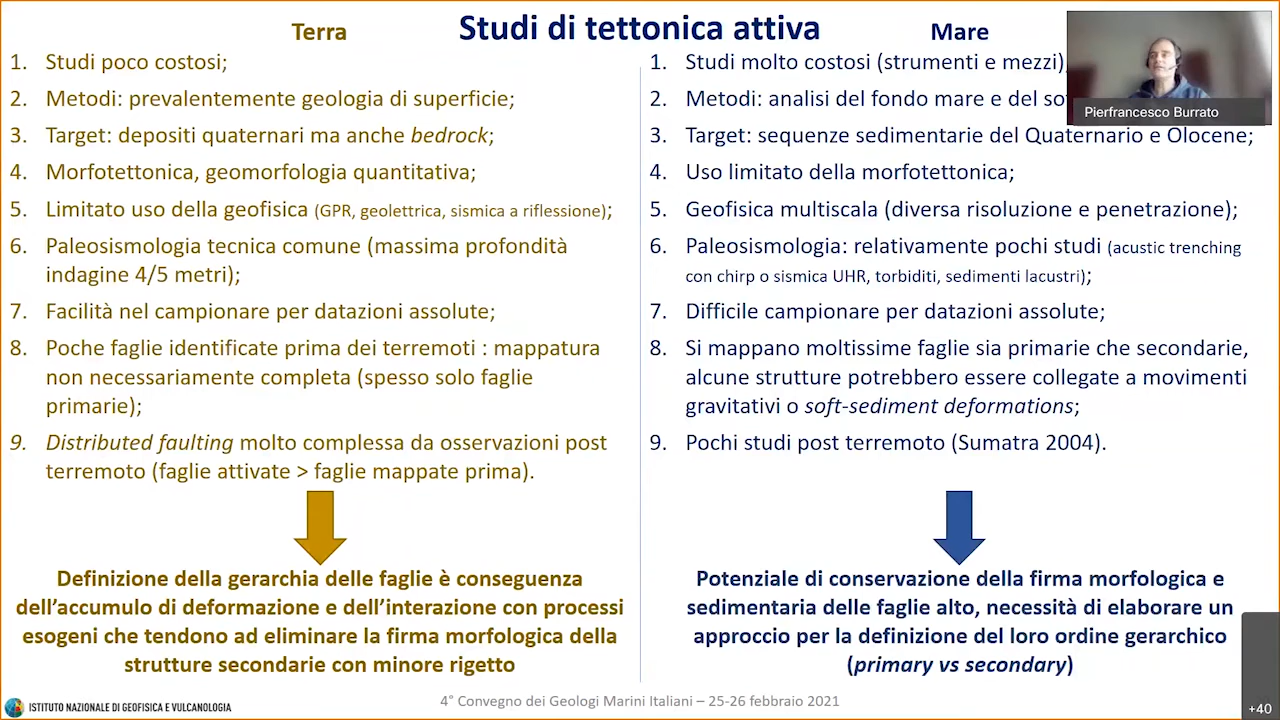 Studi di tettonica attiva
Terra
1. Studi poco costosi;
2. Metodi: prevalentemente geologia di superficie;
3. Target: depositi quaternari ma anche bedrock;
4. Morfotettonica, geomorfologia quantitativa;
5. Limitato uso della geofisica (GPR, geolettrica, sismica a riflessione);
6. Paleosismologia tecnica comune (massima profondità
indagine 4/5 metri);
7. Facilità nel campionare per datazioni assolute;
8. Poche faglie identificate prima dei terremoti : mappatura
non necessariamente completa (spesso solo faglie
primarie);
9. Distributed faulting molto complessa da osservazioni post
terremoto (faglie attivate > faglie mappate prima).
Definizione della gerarchia delle faglie è conseguenza
dell’accumulo di deformazione e dell’interazione con processi
esogeni che tendono ad eliminare la firma morfologica della
strutture secondarie con minore rigetto
Mare
1. Studi molto costosi (strumenti e mezzi)
2. Metodi: analisi del fondo mare e del
3. Target: sequenze sedimentarie del Quaternario e Olocene;
4. Uso limitato della morfotettonica;
5. Geofisica multiscala (diversa risoluzione e penetrazione);
6. Paleosismologia: relativamente pochi studi (acustic trenching
con chirp o sismica UHR, torbiditi, sedimenti lacustri);
7. Difficile campionare per datazioni assolute;
8. Si mappano moltissime faglie sia primarie che secondarie,
alcune strutture potrebbero essere collegate a movimenti
gravitativi o soft-sediment deformations;
9. Pochi studi post terremoto (Sumatra 2004).
Potenziale di conservazione della firma morfologica e
sedimentaria delle faglie alto, necessità di elaborare un
approccio per la definizione del loro ordine gerarchico
(primary vs secondary)
Pierfrancesco Burrato
ISTITUTO NAZIONALE DI GEOFISICA E VULCANOLOGIA
4° Convegno dei Geologi Marini Italiani – 25-26 febbraio 2021
+40